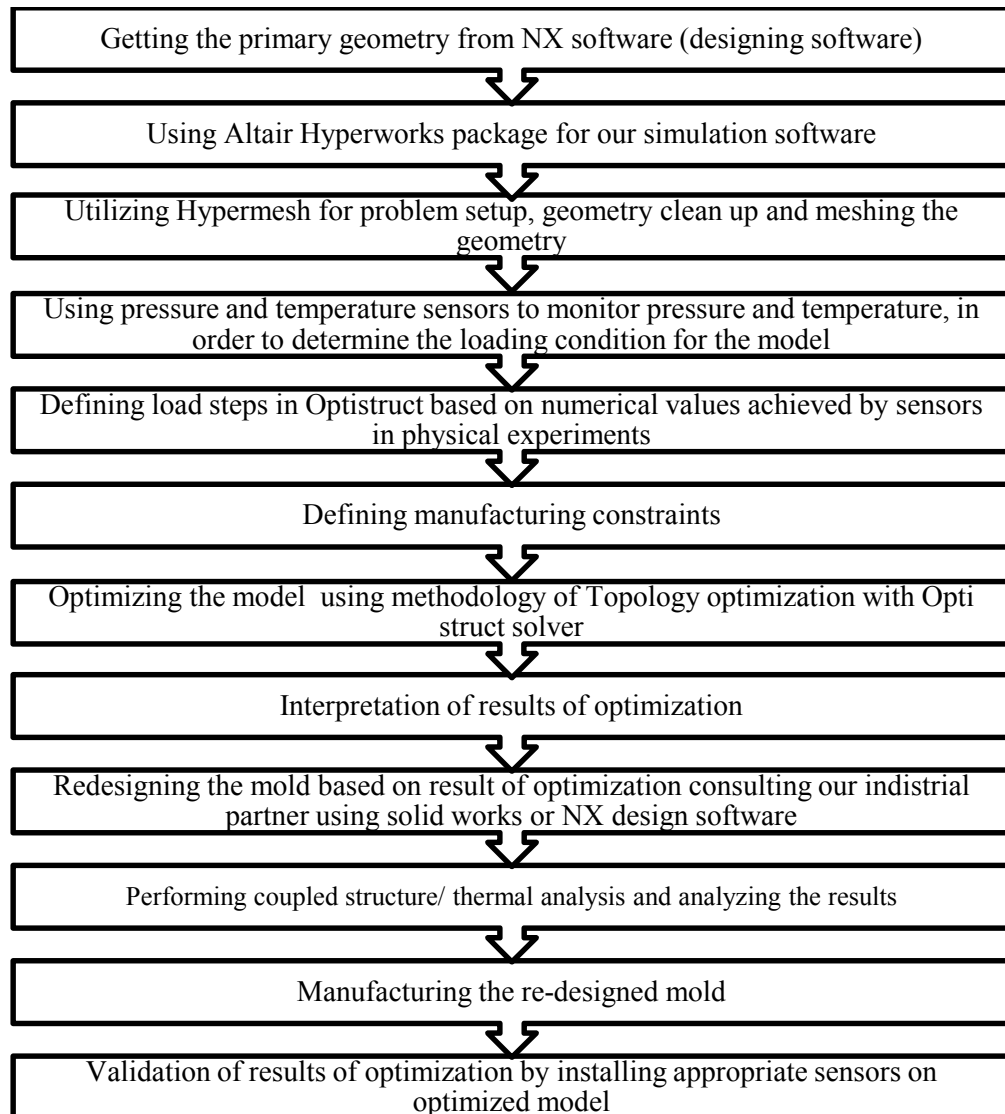 Getting the primary geometry from NX software (designing software)
Using Altair Hyperworks package for our simulation software
Utilizing Hypermesh for problem setup, geometry clean up and meshing the
geometry
Using pressure and temperature sensors to monitor pressure and temperature, in
order to determine the loading condition for the model
Defining load steps in Optistruct based on numerical values achieved by sensors
in physical experiments
Defining manufacturing constraints
Optimizing the model using methodology of Topology optimization with Opti
struct solver
Interpretation of results of optimization
Redesigning the mold based on result of optimization consulting our indistrial
partner using solid works or NX design software
Performing coupled structure/ thermal analysis and analyzing the results
Manufacturing the re-designed mold
Validation of results of optimization by installing appropriate sensors on
optimized model